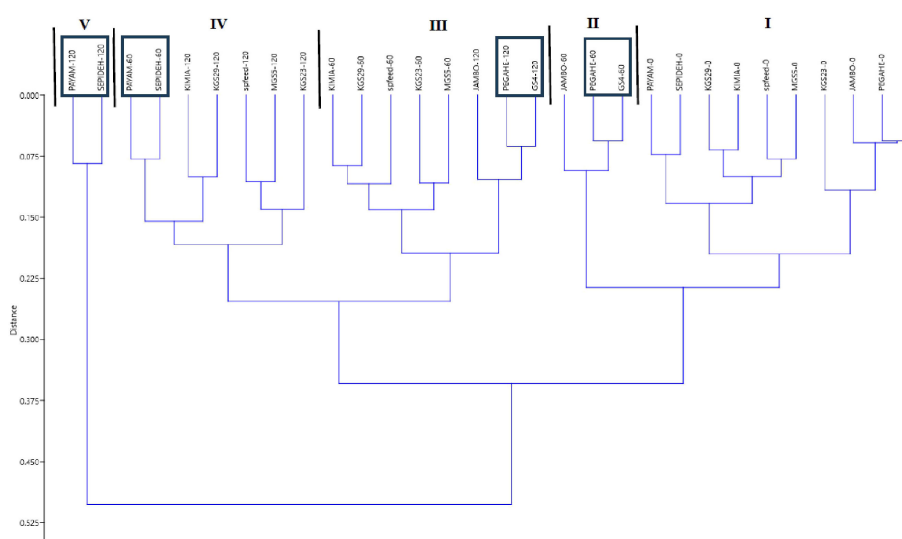 V IV III II I
PAYAM-120
SEPIDEH-120
PAYAM-60
SEPIDEH-60
KIMIA-120
KGS29-120
spfeed-120
MGS5-120
KGS23-120
KIMIA-60
KGS29-60
spfeed-60
KGS23-60
MGS5-60
JAMBO-120
PEGAHE-120
GS4-120
JAMBO-60
PEGAHE-60
GS4-60
PAYAM-0
SEPIDEH-0
KGS29-0
KIMIA-0
spfeed-0
MGS5-0
KGS23-0
JAMBO-0
PEGAHE-0
0.000
0.075
0.150
0.225
0.300
0.375
0.450
0.525
Distance